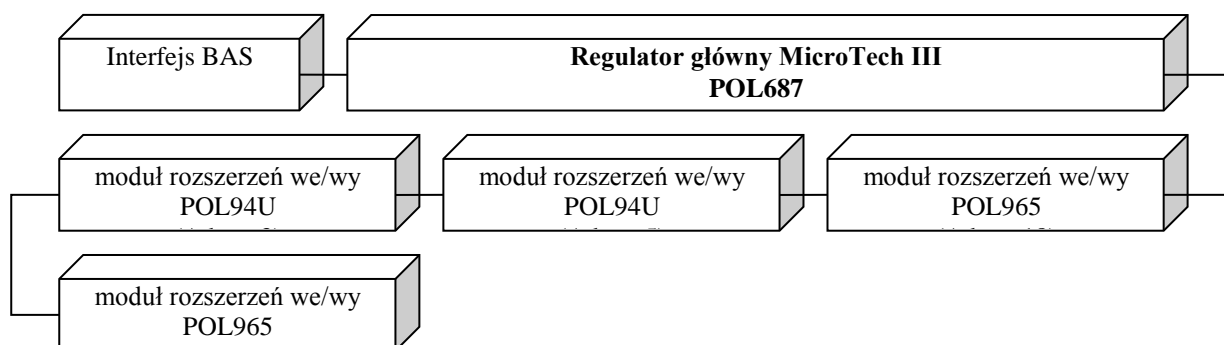 Interfejs BAS
Regulator główny MicroTech III
POL687
moduł rozszerzeń we/wy
POL94U
moduł rozszerzeń we/wy
POL94U
moduł rozszerzeń we/wy
POL965
moduł rozszerzeń we/wy
POL965